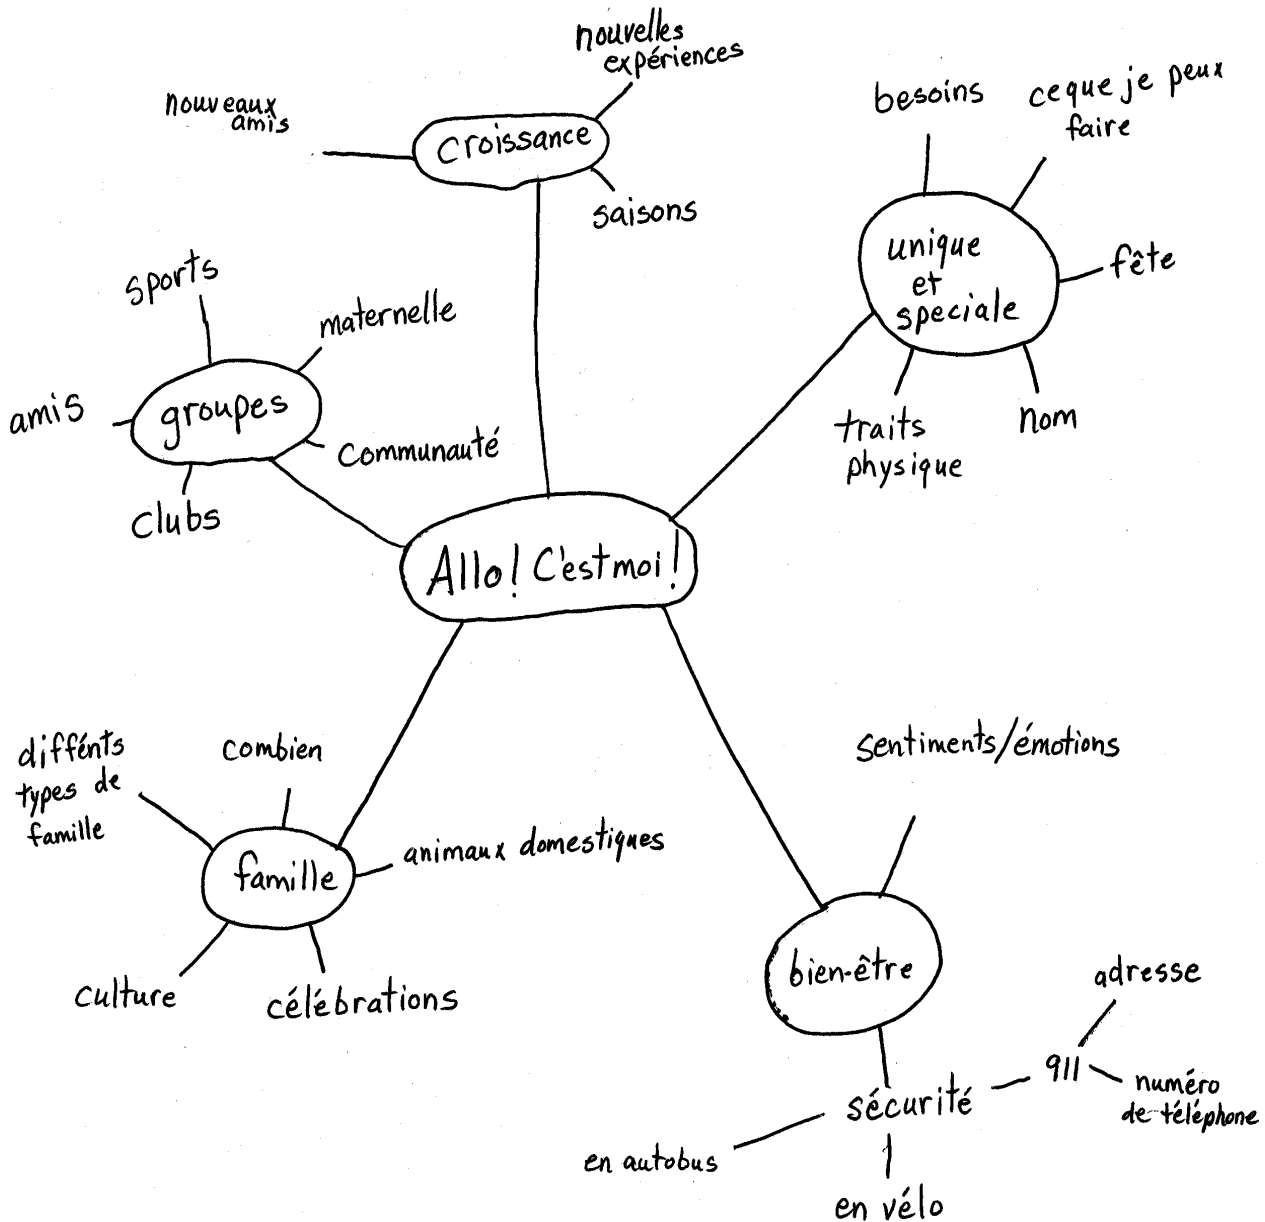 nouvelles
expériences
nouveaux
amis
croissance
saisons
besoins
ce que je peux
faire
unique
et
speciale
fête
traits
physique
nom
sports
maternelle
amis
groupes
communauté
clubs
Allo! C'est moi!
différents
types de
famille
combien
famille
animaux domestiques
culture
célébrations
sentiments/émotions
bien-être
adresse
911
numéro
de téléphone
sécurité
en autobus
en vélo